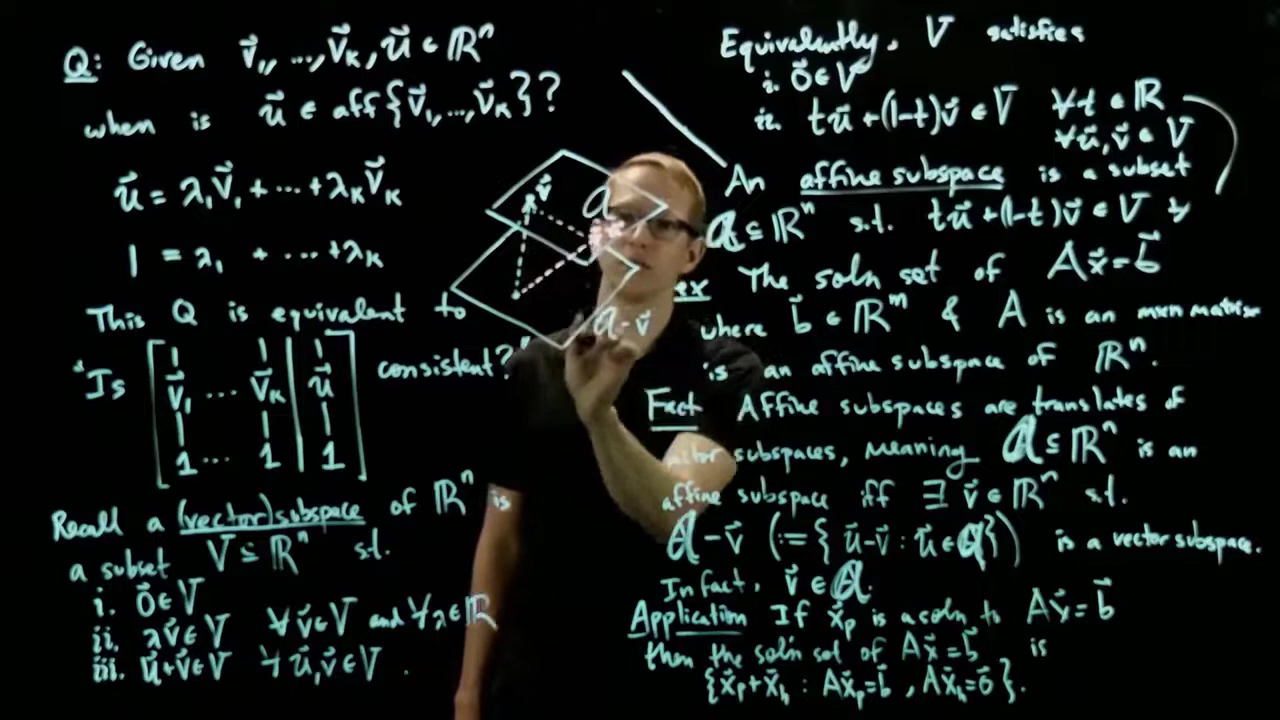 Q: Given v⃗₁, ..., v⃗ₖ, u⃗ ∈ ℝⁿ
when is u⃗ ∈ aff{v⃗₁, ..., v⃗ₖ}?
u⃗ = λ₁v⃗₁ + ... + λₖv⃗ₖ
1 = λ₁ + ... + λₖ
This Q is equivalent to
"Is [ v⃗₁ ... v⃗ₖ | u⃗ ] consistent?"
1 ... 1 | 1
Recall a (vector) subspace of ℝⁿ is
a subset V ⊆ ℝⁿ s.t.
i. 0⃗ ∈ V
ii. λv⃗ ∈ V ∀ v⃗ ∈ V and ∀ λ ∈ ℝ
iii. u⃗+v⃗ ∈ V ∀ u⃗,v⃗ ∈ V.
v⃗
A
A-v⃗
Equivalently, V satisfies
i. 0⃗ ∈ V
ii. tu⃗ + (1-t)v⃗ ∈ V ∀ t ∈ ℝ
∀ u⃗,v⃗ ∈ V
An affine subspace is a subset
A ⊆ ℝⁿ s.t. tu⃗ + (1-t)v⃗ ∈ V
ex The soln set of Ax⃗ = b⃗
where b⃗ ∈ ℝᵐ & A is an m×n matrix
is an affine subspace of ℝⁿ.
Fact Affine subspaces are translates of
subspaces, meaning A ⊆ ℝⁿ is an
affine subspace iff ∃ v⃗ ∈ ℝⁿ s.t.
A - v⃗ (:= { u⃗-v⃗ : u⃗ ∈ A }) is a vector subspace.
In fact, v⃗ ∈ A.
Application If x⃗ₚ is a soln to Ax⃗ = b⃗
then the soln set of Ax⃗ = b⃗ is
{x⃗ₚ + x⃗ₕ : Ax⃗ₚ = b⃗, Ax⃗ₕ = 0⃗}.